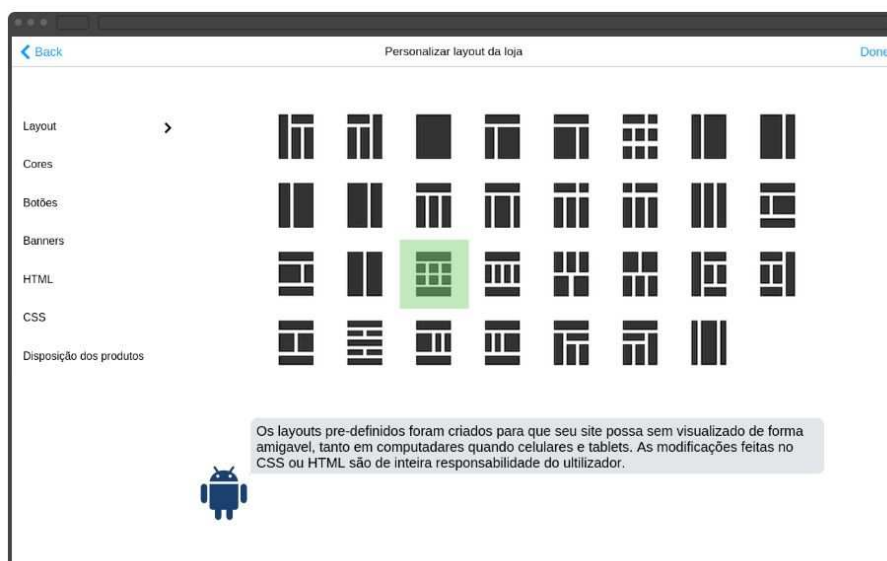 Back
Personalizar layout da loja
Done
Layout
Cores
Botões
Banners
HTML
CSS
Disposição dos produtos
Os layouts pre-definidos foram criados para que seu site possa sem visualizado de forma
amigavel, tanto em computadares quando celulares e tablets. As modificações feitas no
CSS ou HTML são de inteira responsabilidade do ultilizador.